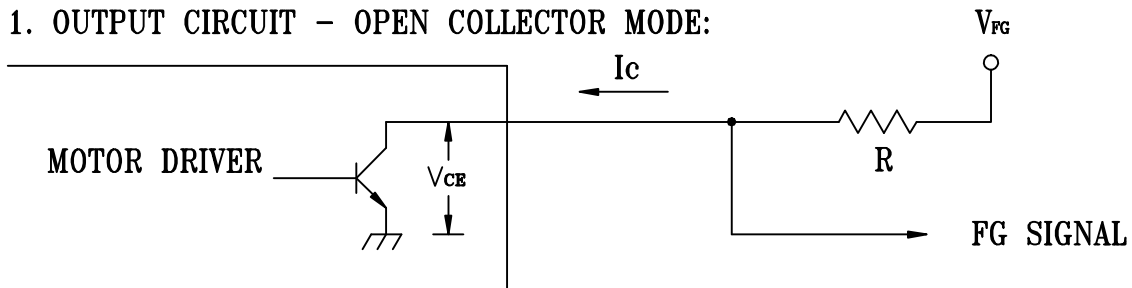 1. OUTPUT CIRCUIT - OPEN COLLECTOR MODE:
VFG
Ic
MOTOR DRIVER
VCE
R
FG SIGNAL